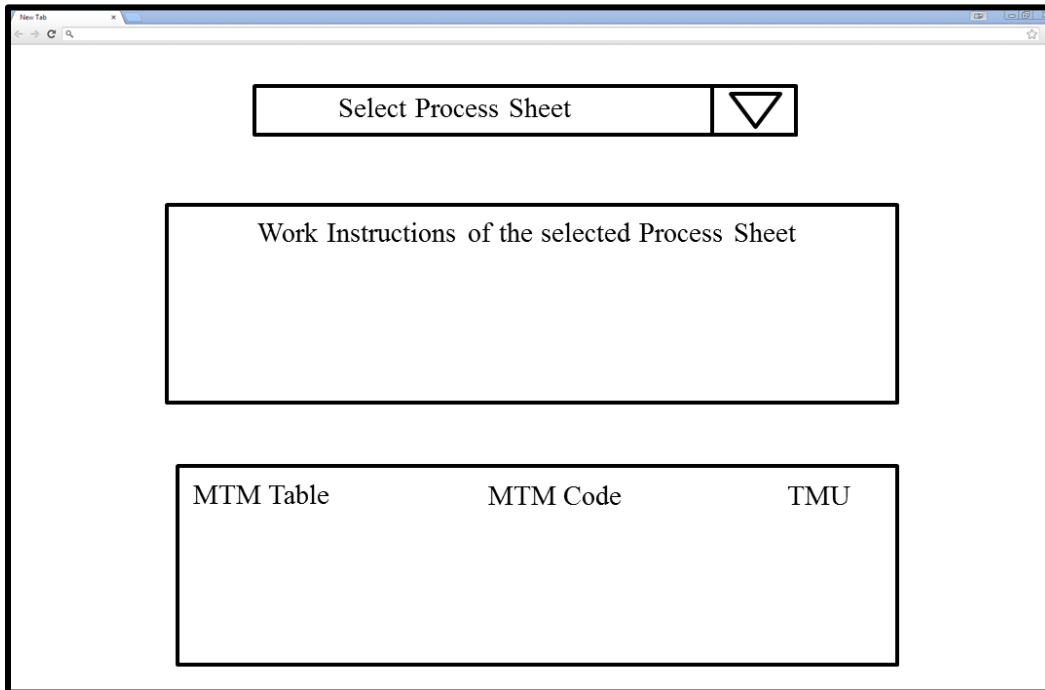 New Tab
Select Process Sheet
Work Instructions of the selected Process Sheet
MTM Table MTM Code TMU